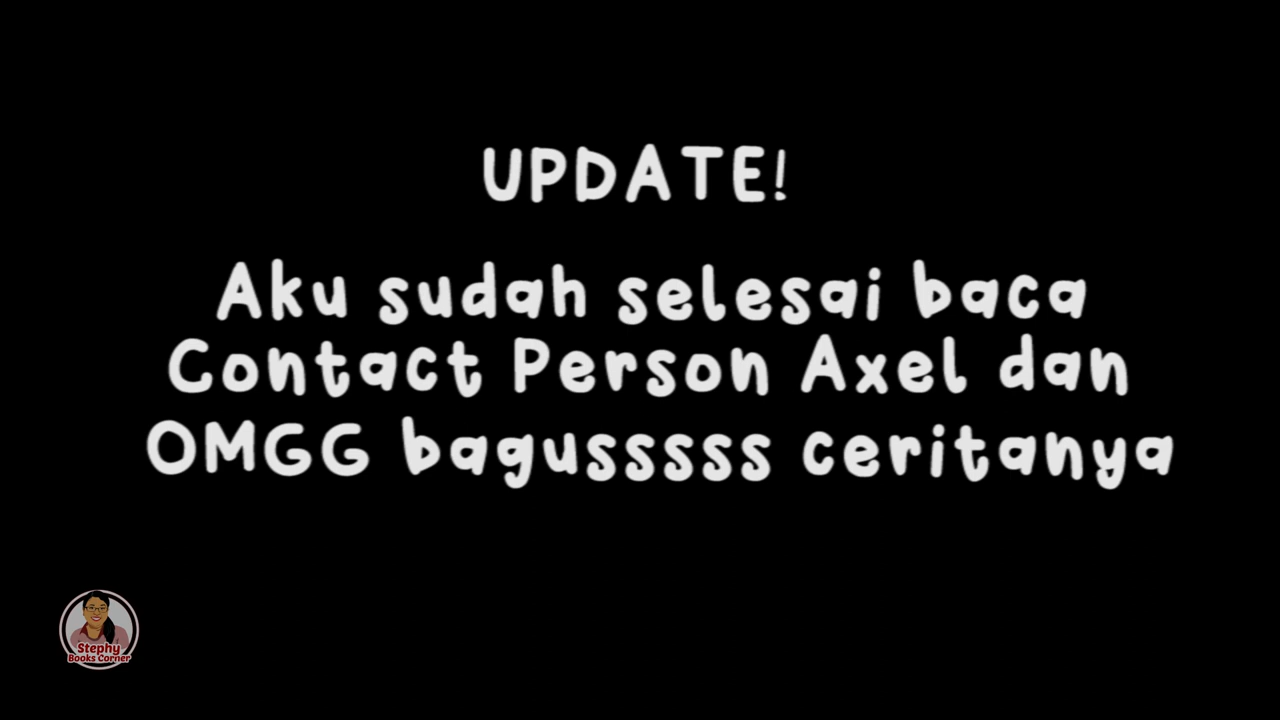 UPDATE!
Aku sudah selesai baca
Contact Person Axel dan
OMGG bagusssss ceritanya
Stephy
Books Corner